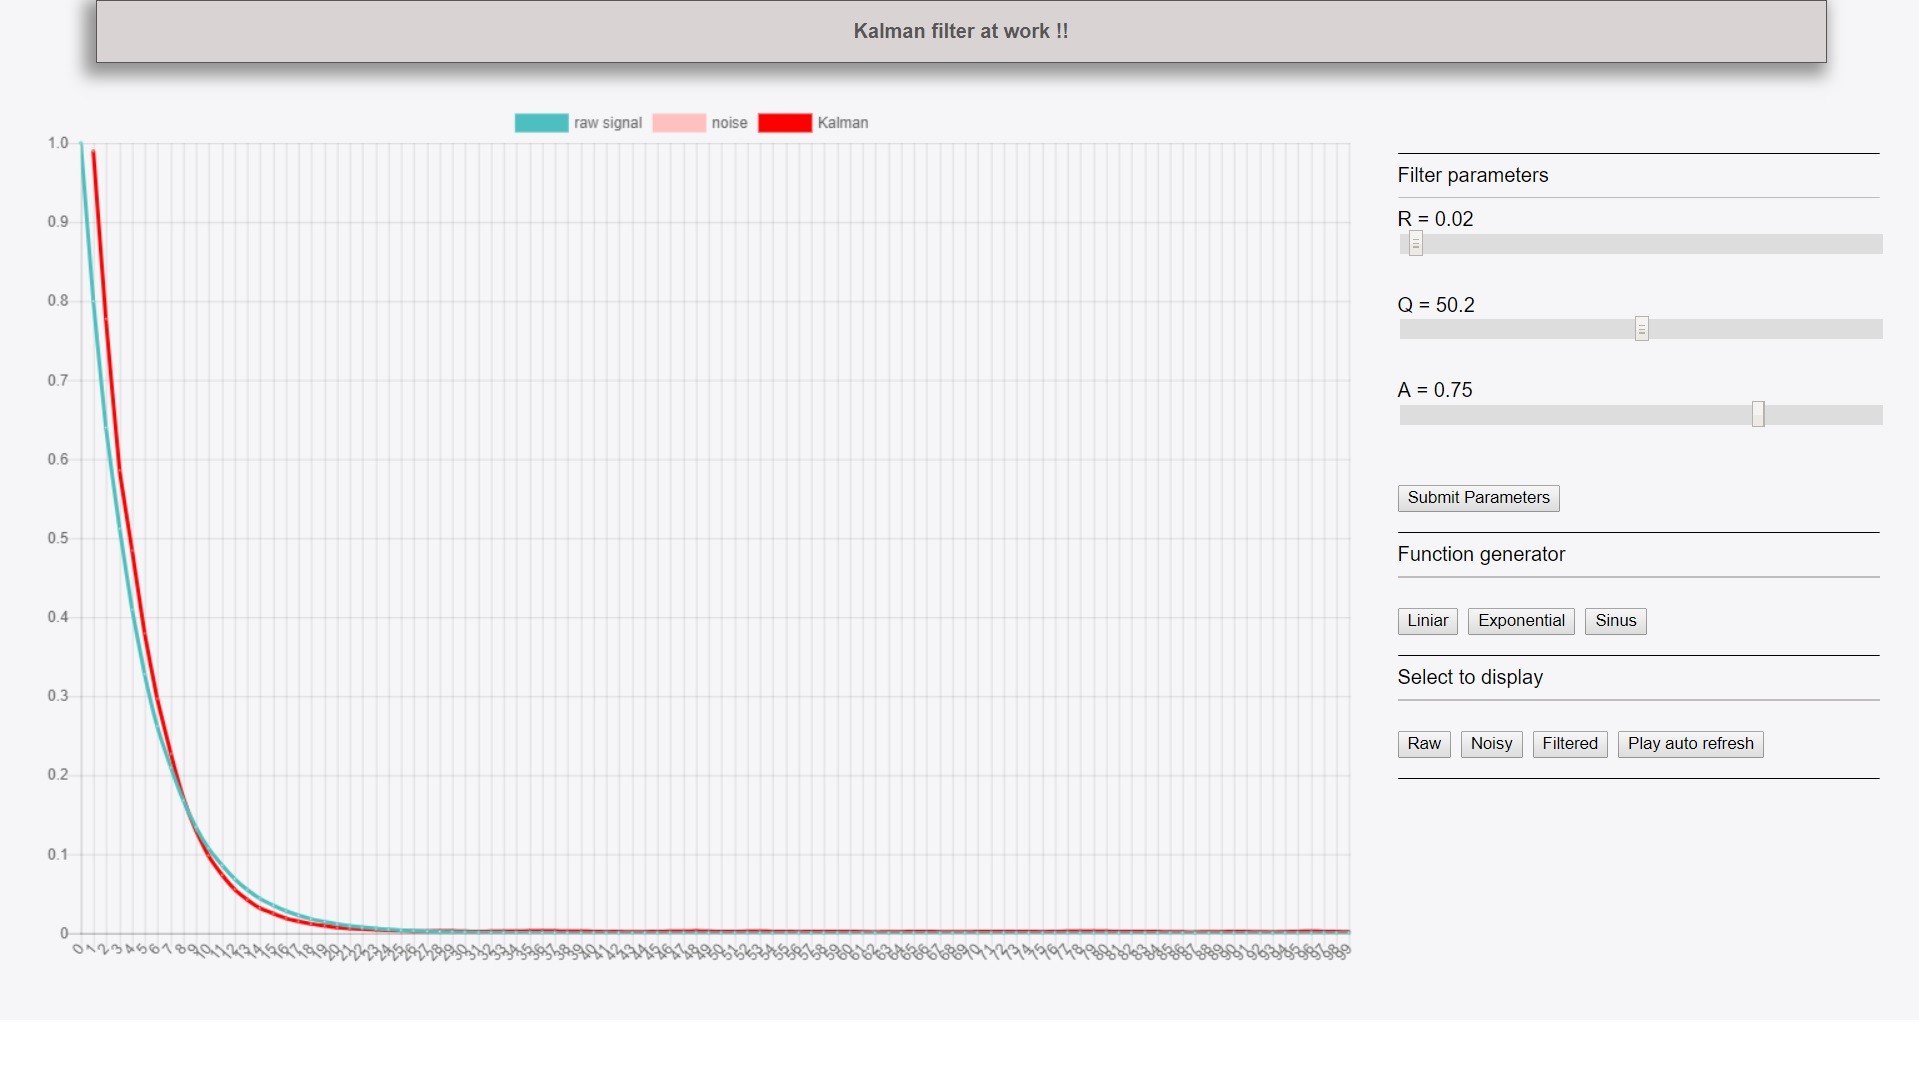 Kalman filter at work !!
raw signal noise Kalman
1.0
0.9
0.8
0.7
0.6
0.5
0.4
0.3
0.2
0.1
0
0 1 2 3 4 5 6 7 8 9 10 11 12 13 14 15 16 17 18 19 20 21 22 23 24 25 26 27 28 29 30 31 32 33 34 35 36 37 38 39 40 41 42 43 44 45 46 47 48 49 50 51 52 53 54 55 56 57 58 59 60 61 62 63 64 65 66 67 68 69 70 71 72 73 74 75 76 77 78 79 80 81 82 83 84 85 86 87 88 89 90 91 92 93 94 95 96 97 98 99
Filter parameters
R = 0.02
Q = 50.2
A = 0.75
Submit Parameters
Function generator
Liniar Exponential Sinus
Select to display
Raw Noisy Filtered Play auto refresh